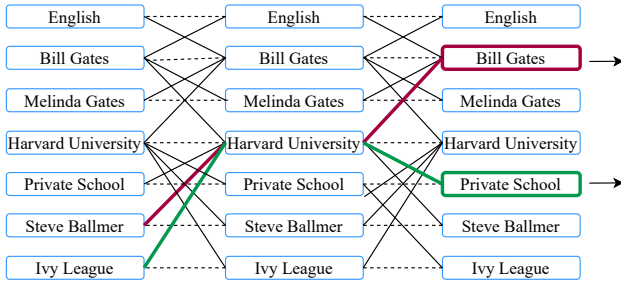 English English English
Bill Gates Bill Gates Bill Gates
Melinda Gates Melinda Gates Melinda Gates
Harvard University Harvard University Harvard University
Private School Private School Private School
Steve Ballmer Steve Ballmer Steve Ballmer
Ivy League Ivy League Ivy League